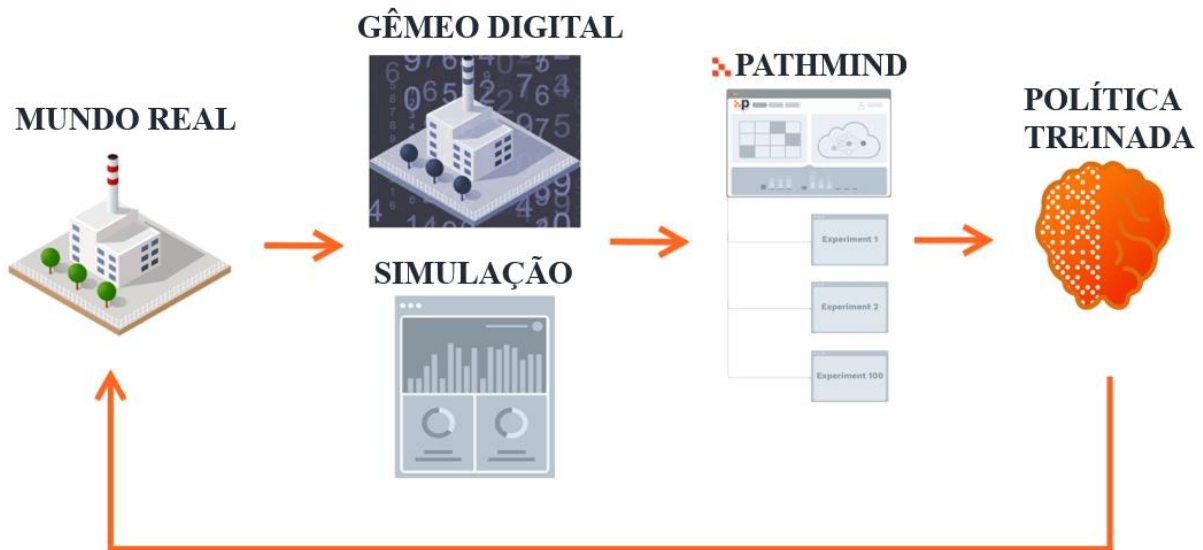 MUNDO REAL
GÊMEO DIGITAL
SIMULAÇÃO
PATHMIND
p
Experiment 1
Experiment 2
Experiment 100
POLÍTICA
TREINADA